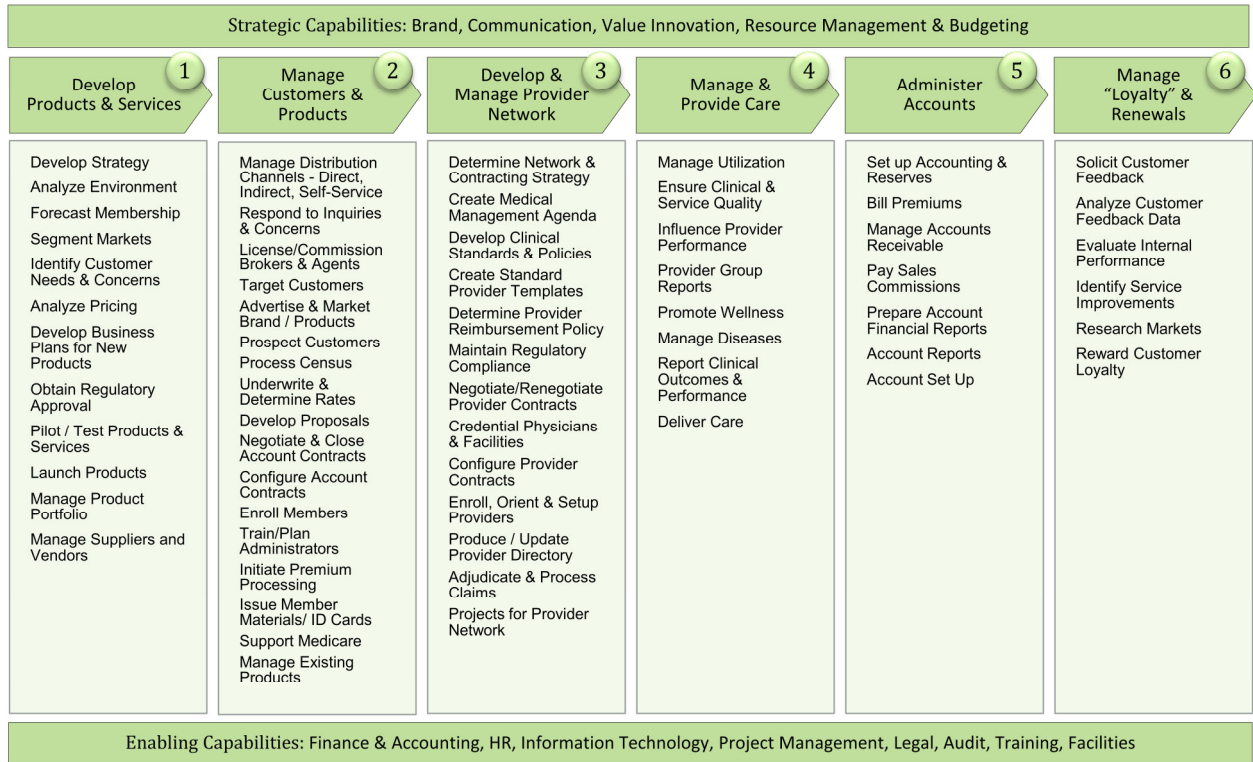 Strategic Capabilities: Brand, Communication, Value Innovation, Resource Management & Budgeting
1
Develop
Products & Services
2
Manage
Customers &
Products
3
Develop &
Manage Provider
Network
4
Manage &
Provide Care
5
Administer
Accounts
6
Manage
“Loyalty” &
Renewals
Develop Strategy
Analyze Environment
Forecast Membership
Segment Markets
Identify Customer
Needs & Concerns
Analyze Pricing
Develop Business
Plans for New
Products
Obtain Regulatory
Approval
Pilot / Test Products &
Services
Launch Products
Manage Product
Portfolio
Manage Suppliers and
Vendors
Manage Distribution
Channels - Direct,
Indirect, Self-Service
Respond to Inquiries
& Concerns
License/Commission
Brokers & Agents
Target Customers
Advertise & Market
Brand / Products
Prospect Customers
Process Census
Underwrite &
Determine Rates
Develop Proposals
Negotiate & Close
Account Contracts
Configure Account
Contracts
Enroll Members
Train/Plan
Administrators
Initiate Premium
Processing
Issue Member
Materials/ ID Cards
Support Medicare
Manage Existing
Products
Determine Network &
Contracting Strategy
Create Medical
Management Agenda
Develop Clinical
Standards & Policies
Create Standard
Provider Templates
Determine Provider
Reimbursement Policy
Maintain Regulatory
Compliance
Negotiate/Renegotiate
Provider Contracts
Credential Physicians
& Facilities
Configure Provider
Contracts
Enroll, Orient & Setup
Providers
Produce / Update
Provider Directory
Adjudicate & Process
Claims
Projects for Provider
Network
Manage Utilization
Ensure Clinical &
Service Quality
Influence Provider
Performance
Provider Group
Reports
Promote Wellness
Manage Diseases
Report Clinical
Outcomes &
Performance
Deliver Care
Set up Accounting &
Reserves
Bill Premiums
Manage Accounts
Receivable
Pay Sales
Commissions
Prepare Account
Financial Reports
Account Reports
Account Set Up
Solicit Customer
Feedback
Analyze Customer
Feedback Data
Evaluate Internal
Performance
Identify Service
Improvements
Research Markets
Reward Customer
Loyalty
Enabling Capabilities: Finance & Accounting, HR, Information Technology, Project Management, Legal, Audit, Training, Facilities